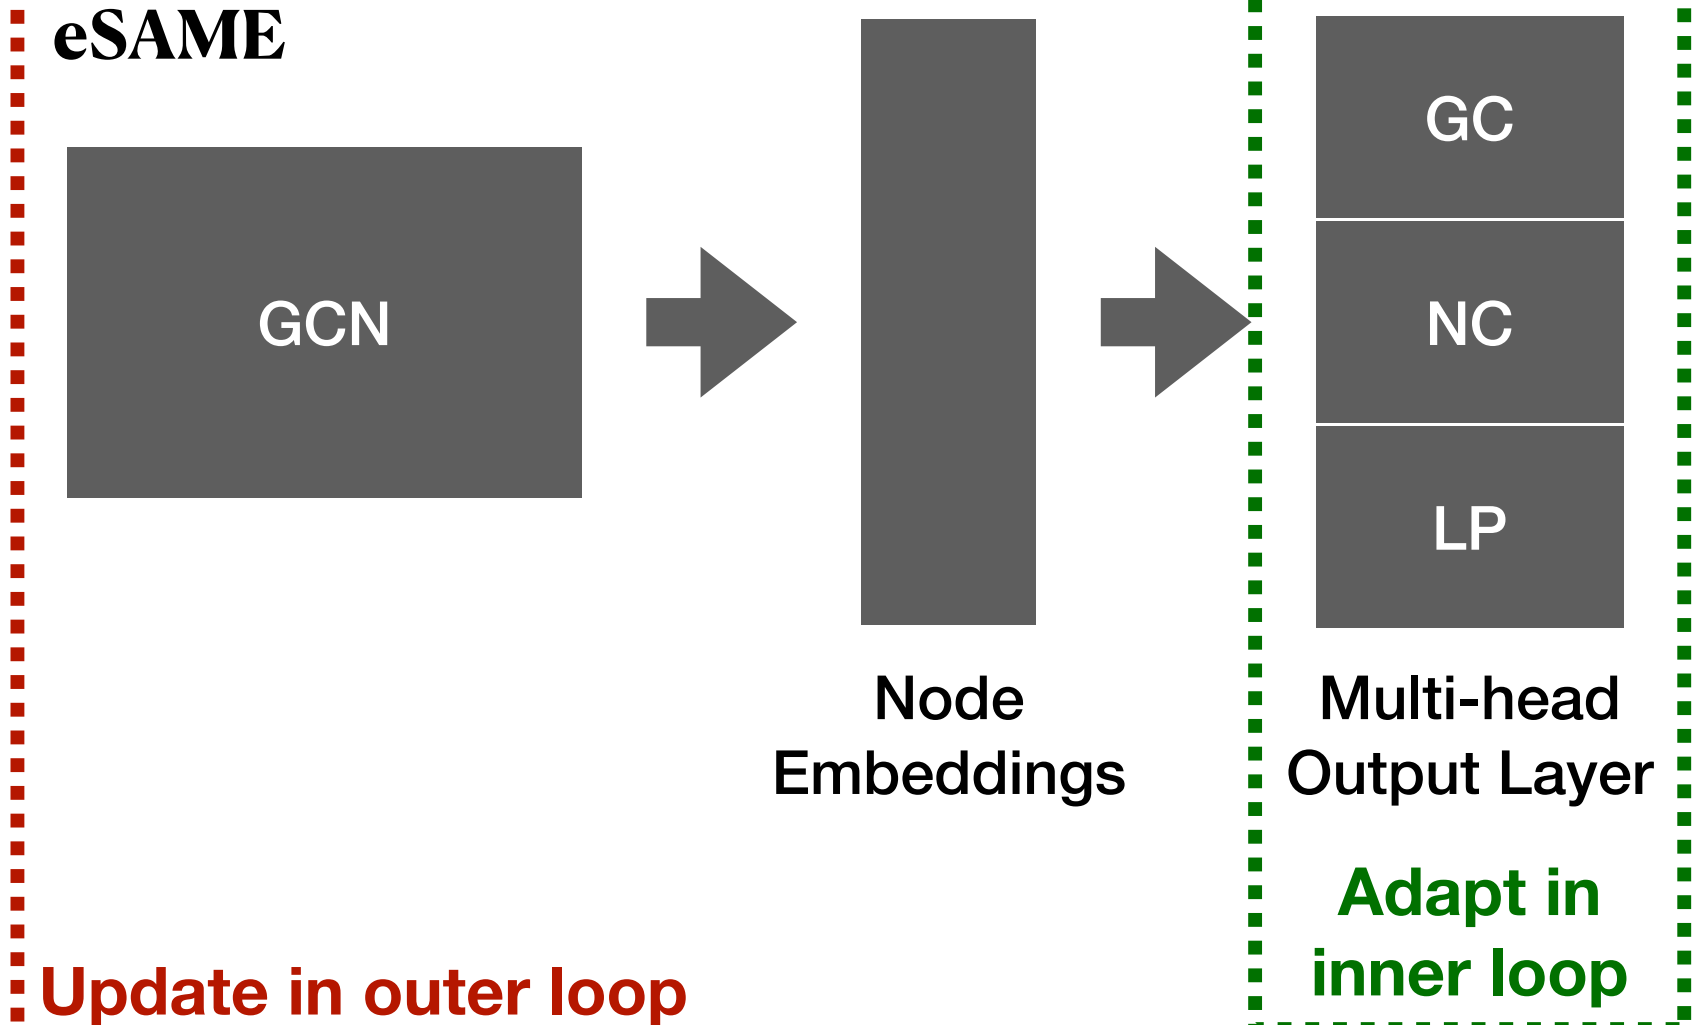 eSAME
GCN
GC
NC
LP
Node
Embeddings
Multi-head
Output Layer
Adapt in
inner loop
Update in outer loop